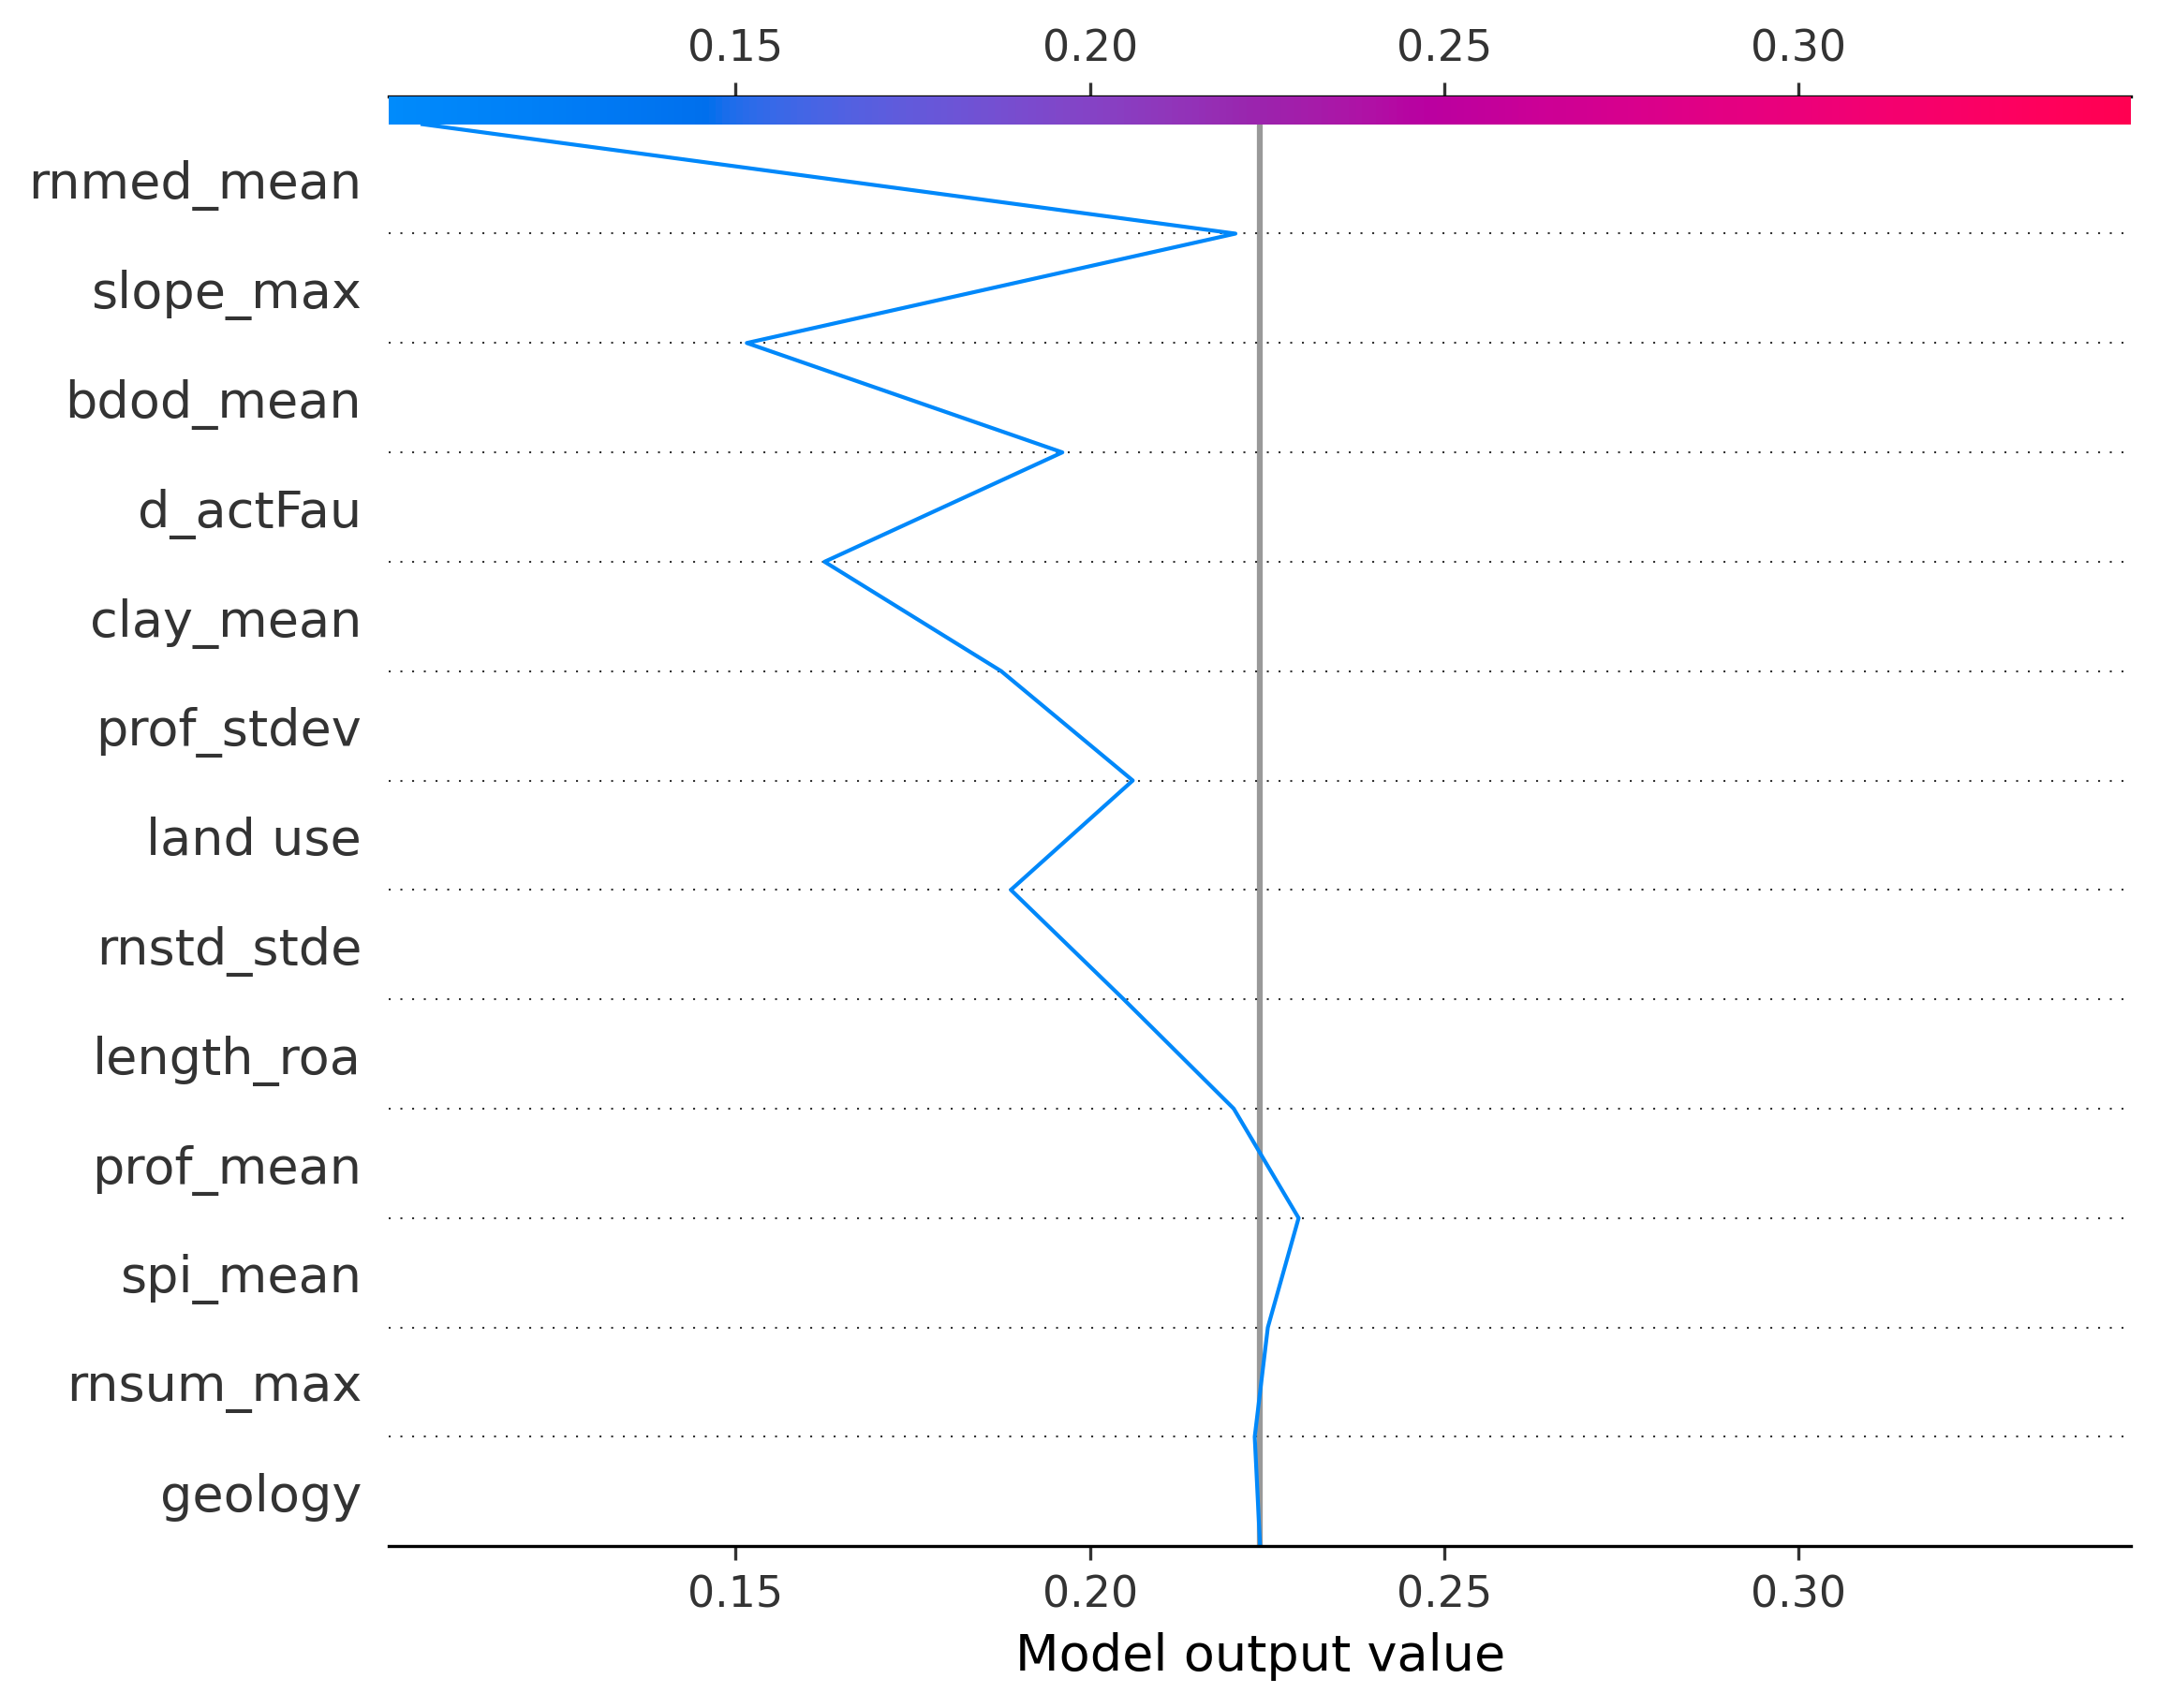 0.15 0.20 0.25 0.30
rnmed_mean
slope_max
bdod_mean
d_actFau
clay_mean
prof_stdev
land use
rnstd_stde
length_roa
prof_mean
spi_mean
rnsum_max
geology
0.15 0.20 0.25 0.30
Model output value